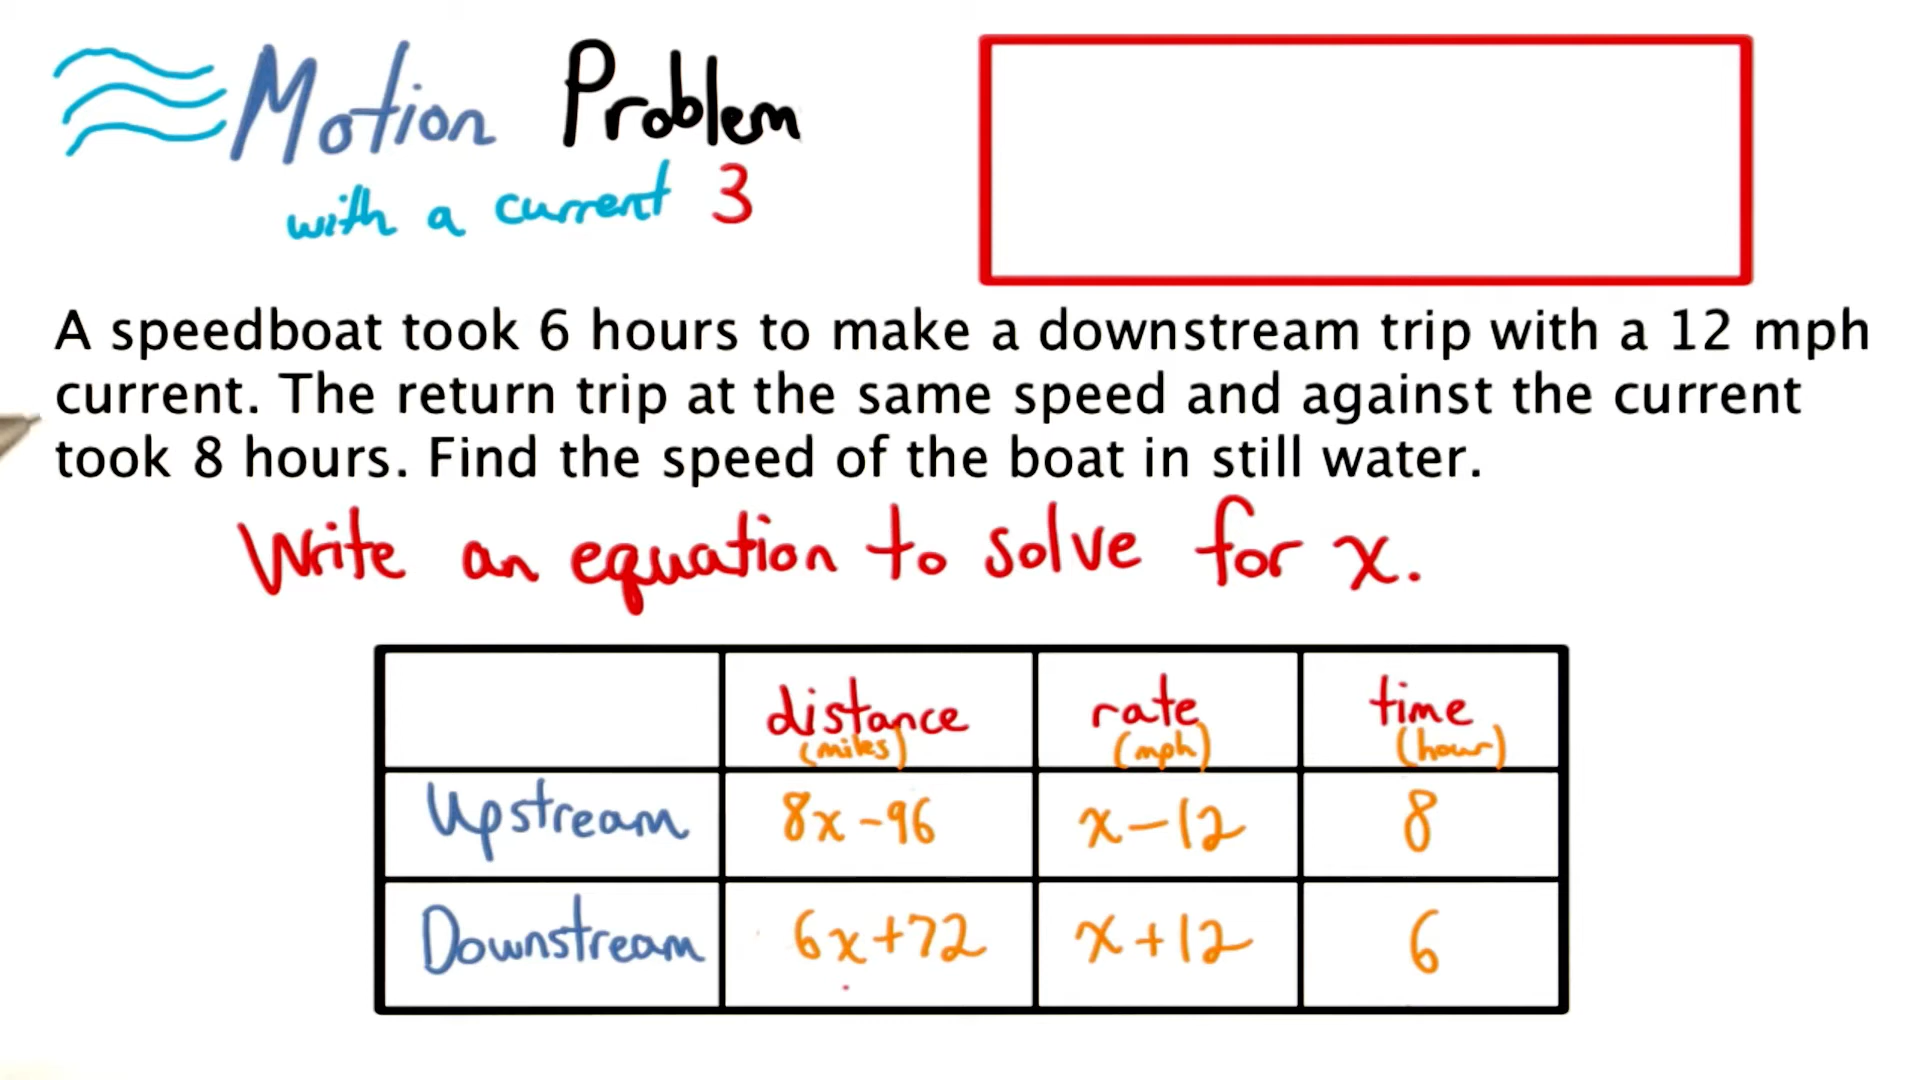 Motion Problem
with a current 3
A speedboat took 6 hours to make a downstream trip with a 12 mph
current. The return trip at the same speed and against the current
took 8 hours. Find the speed of the boat in still water.
Write an equation to solve for x.
distance rate time
(miles) (mph) (hour)
Upstream 8x-96 x-12 8
Downstream 6x+72 x+12 6